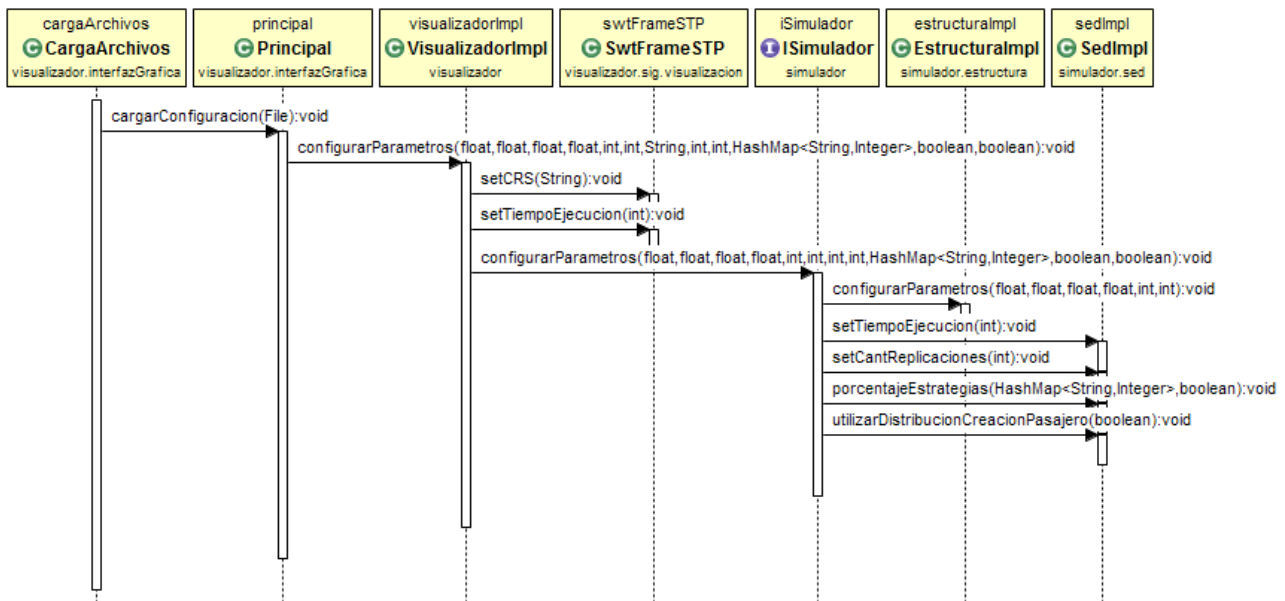 cargaArchivos principal visualizadorImpl swtFrameSTP iSimulador estructuraImpl sedImpl
C CargaArchivos C Principal C VisualizadorImpl C SwtFrameSTP I ISimulador C EstructuraImpl C SedImpl
visualizador.interfazGrafica visualizador.interfazGrafica visualizador visualizador.sig.visualizacion simulador simulador.estructura simulador.sed
cargarConfiguracion(File):void
configurarParametros(float,float,float,float,int,int,String,int,int,HashMap<String,Integer>,boolean,boolean):void
setCRS(String):void
setTiempoEjecucion(int):void
configurarParametros(float,float,float,float,int,int,int,int,HashMap<String,Integer>,boolean,boolean):void
configurarParametros(float,float,float,float,int,int):void
setTiempoEjecucion(int):void
setCantReplicaciones(int):void
porcentajeEstrategias(HashMap<String,Integer>,boolean):void
utilizarDistribucionCreacionPasajero(boolean):void